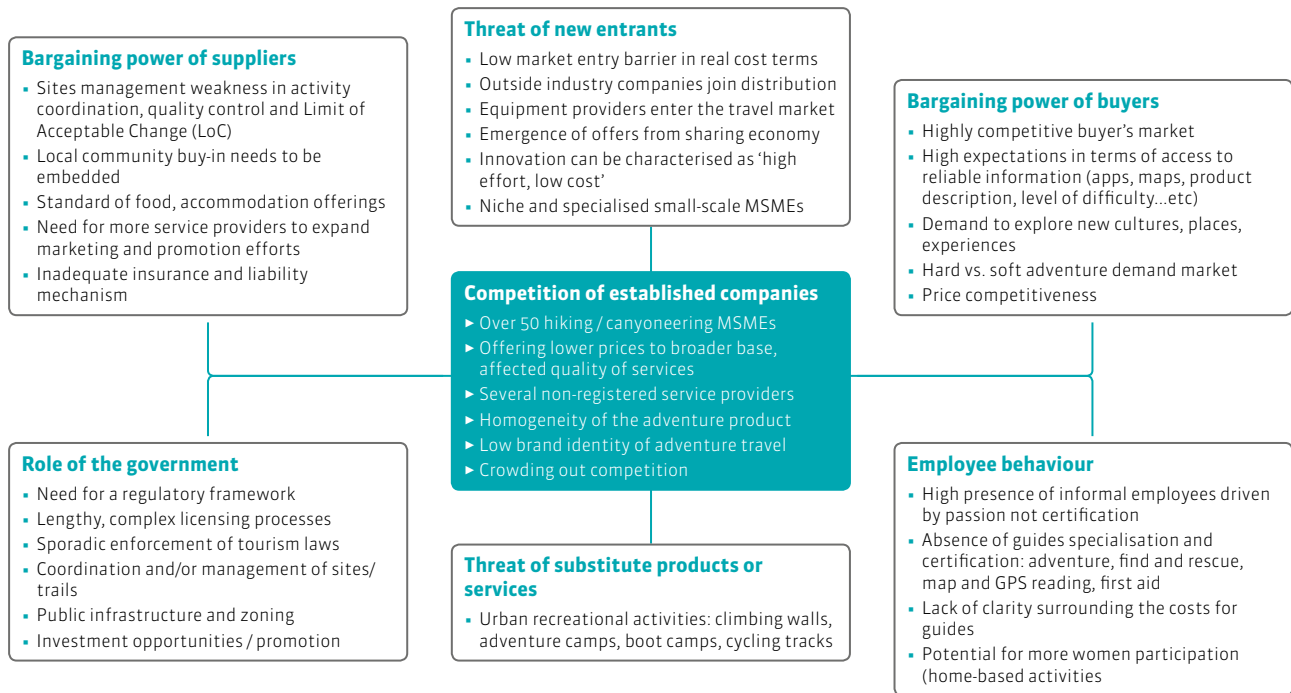 Bargaining power of suppliers
▪ Sites management weakness in activity
coordination, quality control and Limit of
Acceptable Change (LoC)
▪ Local community buy-in needs to be
embedded
▪ Standard of food, accommodation offerings
▪ Need for more service providers to expand
marketing and promotion efforts
▪ Inadequate insurance and liability
mechanism
Threat of new entrants
▪ Low market entry barrier in real cost terms
▪ Outside industry companies join distribution
▪ Equipment providers enter the travel market
▪ Emergence of offers from sharing economy
▪ Innovation can be characterised as ‘high
effort, low cost’
▪ Niche and specialised small-scale MSMEs
Bargaining power of buyers
▪ Highly competitive buyer’s market
▪ High expectations in terms of access to
reliable information (apps, maps, product
description, level of difficulty...etc)
▪ Demand to explore new cultures, places,
experiences
▪ Hard vs. soft adventure demand market
▪ Price competitiveness
Competition of established companies
► Over 50 hiking / canyoneering MSMEs
► Offering lower prices to broader base,
affected quality of services
► Several non-registered service providers
► Homogeneity of the adventure product
► Low brand identity of adventure travel
► Crowding out competition
Role of the government
▪ Need for a regulatory framework
▪ Lengthy, complex licensing processes
▪ Sporadic enforcement of tourism laws
▪ Coordination and/or management of sites/
trails
▪ Public infrastructure and zoning
▪ Investment opportunities / promotion
Threat of substitute products or
services
▪ Urban recreational activities: climbing walls,
adventure camps, boot camps, cycling tracks
Employee behaviour
▪ High presence of informal employees driven
by passion not certification
▪ Absence of guides specialisation and
certification: adventure, find and rescue,
map and GPS reading, first aid
▪ Lack of clarity surrounding the costs for
guides
▪ Potential for more women participation
(home-based activities